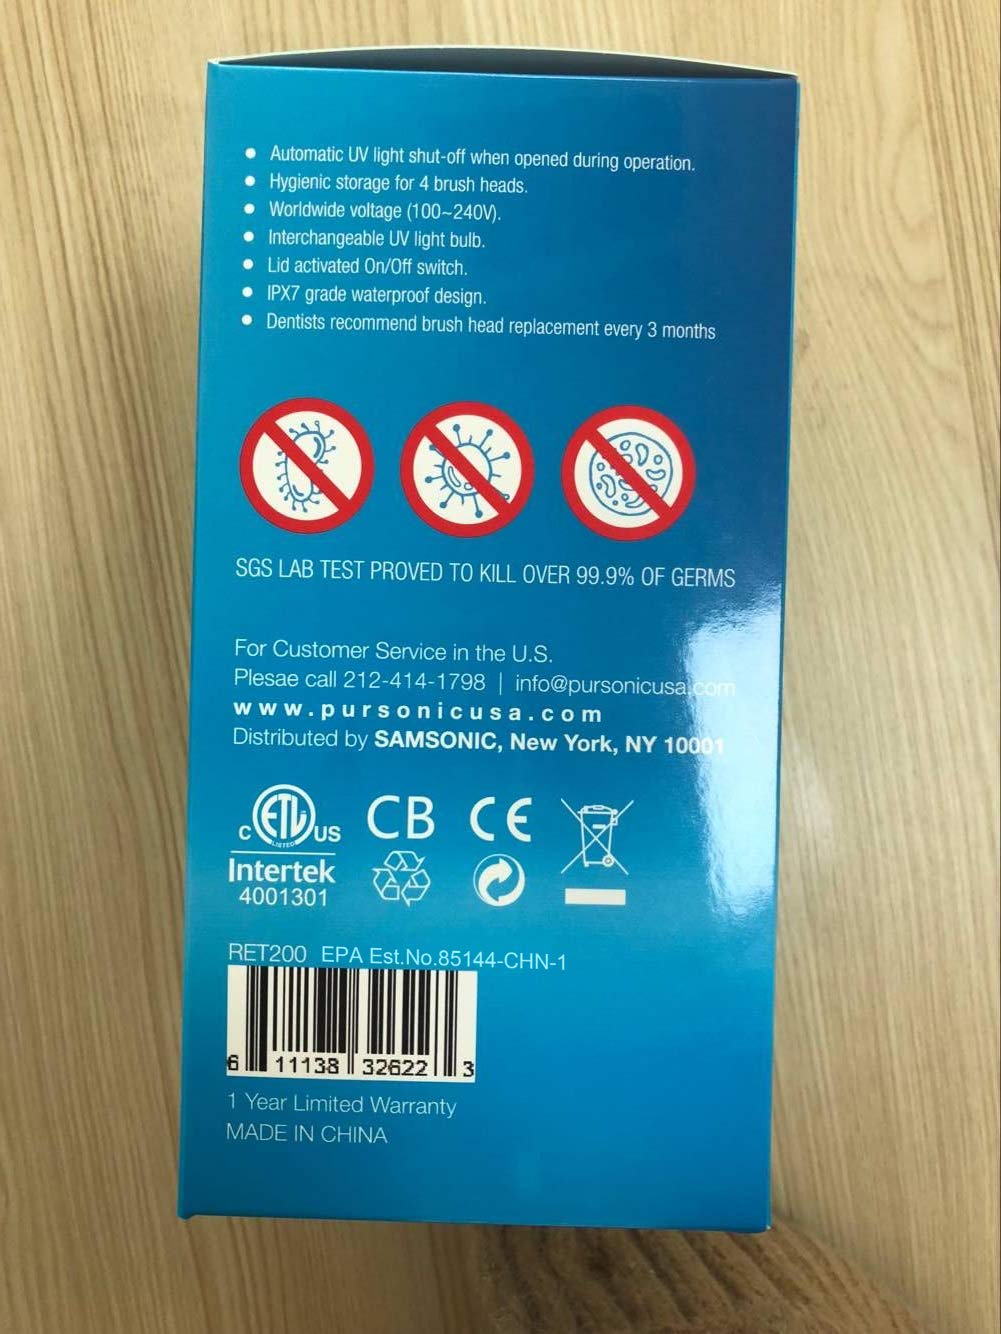 • Automatic UV light shut-off when opened during operation.
• Hygienic storage for 4 brush heads.
• Worldwide voltage (100~240V).
• Interchangeable UV light bulb.
• Lid activated On/Off switch.
• IPX7 grade waterproof design.
• Dentists recommend brush head replacement every 3 months
SGS LAB TEST PROVED TO KILL OVER 99.9% OF GERMS
For Customer Service in the U.S.
Plesae call 212-414-1798 | info@pursonicusa.com
www.pursonicusa.com
Distributed by SAMSONIC, New York, NY 10001
C ETL US CB CE
LISTED
Intertek
4001301
RET200 EPA Est.No.85144-CHN-1
6 11138 32622 3
1 Year Limited Warranty
MADE IN CHINA